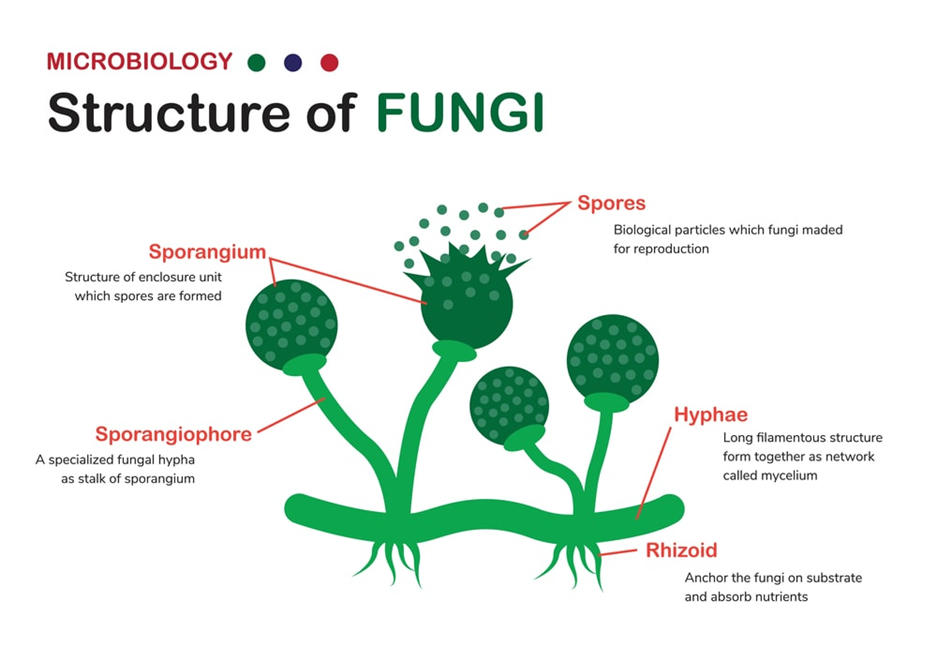 MICROBIOLOGY
Structure of FUNGI
Spores
Biological particles which fungi maded
for reproduction
Sporangium
Structure of enclosure unit
which spores are formed
Hyphae
Long filamentous structure
form together as network
called mycelium
Sporangiophore
A specialized fungal hypha
as stalk of sporangium
Rhizoid
Anchor the fungi on substrate
and absorb nutrients